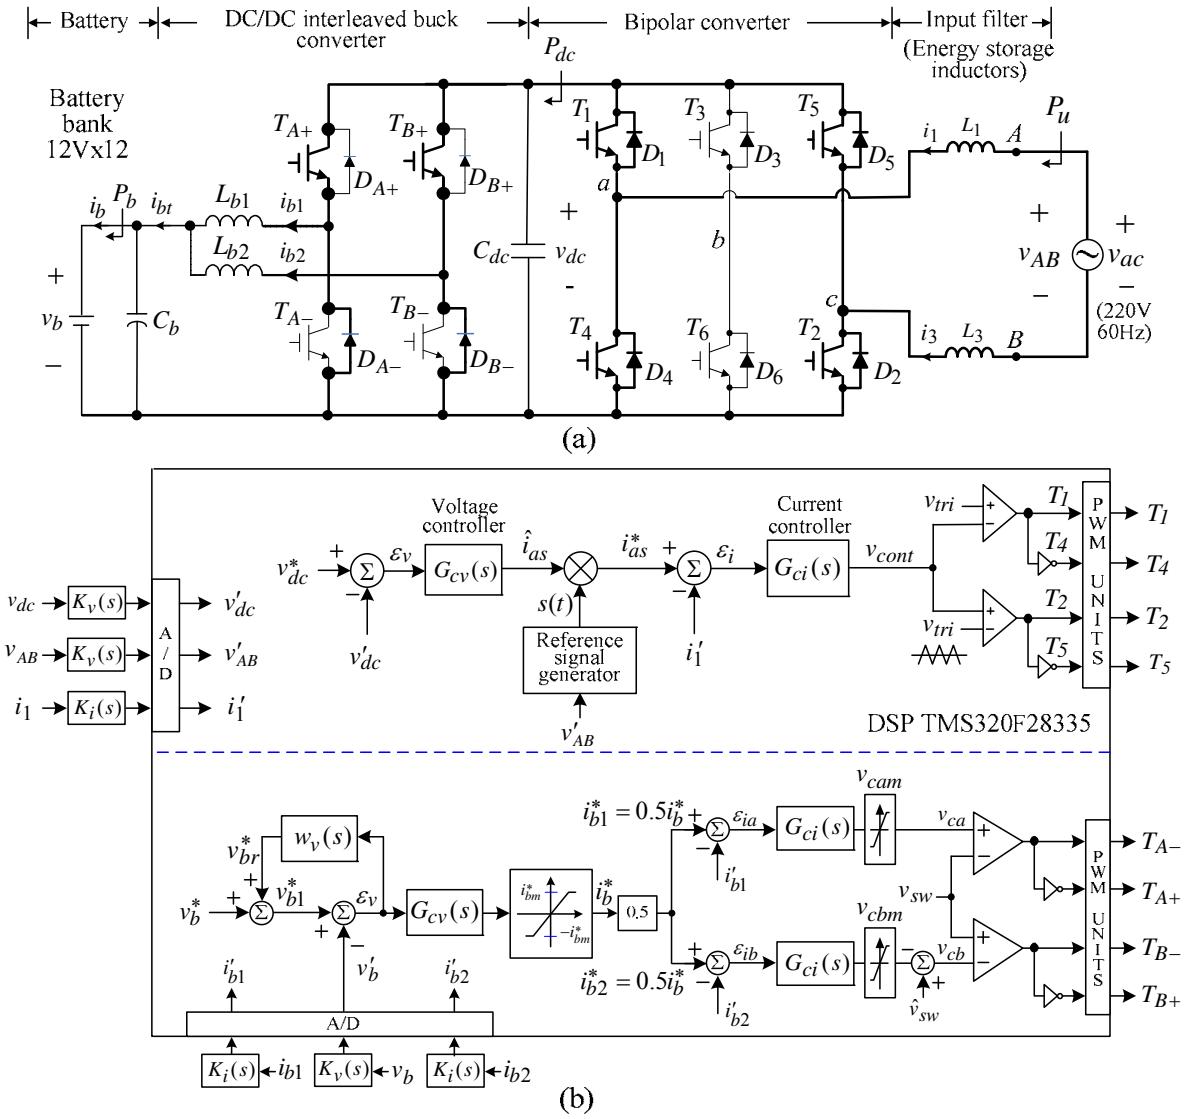 Battery
DC/DC interleaved buck
converter
Bipolar converter
Input filter
(Energy storage
inductors)
Battery
bank
12Vx12
P_dc
T_A+
T_B+
D_A+
D_B+
T_1
T_3
T_5
D_1
D_3
D_5
i_1
L_1
A
P_u
a
i_b
P_b
i_bt
L_b1
i_b1
L_b2
i_b2
+
v_b
−
C_b
T_A−
T_B−
D_A−
D_B−
C_dc
+
v_dc
-
b
c
T_4
T_6
T_2
D_4
D_6
D_2
i_3
L_3
B
+
v_AB
−
+
v_ac
−
(220V
60Hz)
(a)
Voltage
controller
Current
controller
v*_dc
+
−
Σ
ε_v
G_cv(s)
î_as
i*_as
+
−
Σ
ε_i
G_ci(s)
v_cont
v_tri
+
−
T_1
T_4
v_tri
+
−
T_2
T_5
PWM UNITS
T_1
T_4
T_2
T_5
v_dc
K_v(s)
v′_dc
v_AB
K_v(s)
v′_AB
i_1
K_i(s)
i′_1
A/D
v′_dc
s(t)
Reference
signal
generator
v′_AB
i′_1
DSP TMS320F28335
w_v(s)
v*_br
+
v*_b
+
Σ
v*_b1
+
−
Σ
ε_v
G_cv(s)
i*_bm
−i*_bm
i*_b
0.5
v′_b
i*_b1 = 0.5i*_b
+
−
Σ
ε_ia
i′_b1
G_ci(s)
v_cam
v_ca
+
−
v_sw
i*_b2 = 0.5i*_b
+
−
Σ
ε_ib
i′_b2
G_ci(s)
v_cbm
−
Σ
+
v̂_sw
v_cb
+
−
PWM UNITS
T_A−
T_A+
T_B−
T_B+
i′_b1
i′_b2
A/D
K_i(s)
i_b1
K_v(s)
v_b
K_i(s)
i_b2
(b)